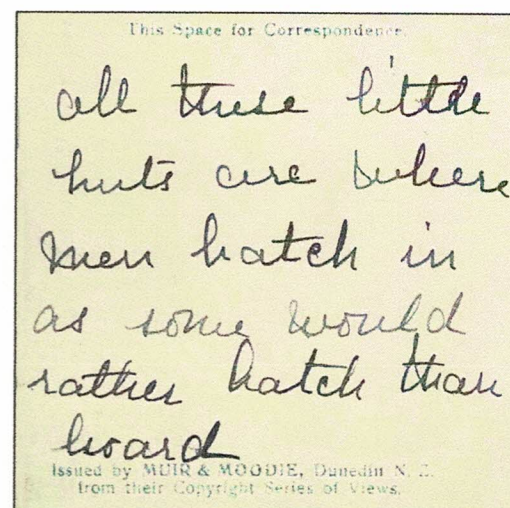 This Space for Correspondence.
all these little
huts are where
men batch in
as some would
rather batch than
board
Issued by MUIR & MOODIE, Dunedin N. Z.
from their Copyright Series of Views.